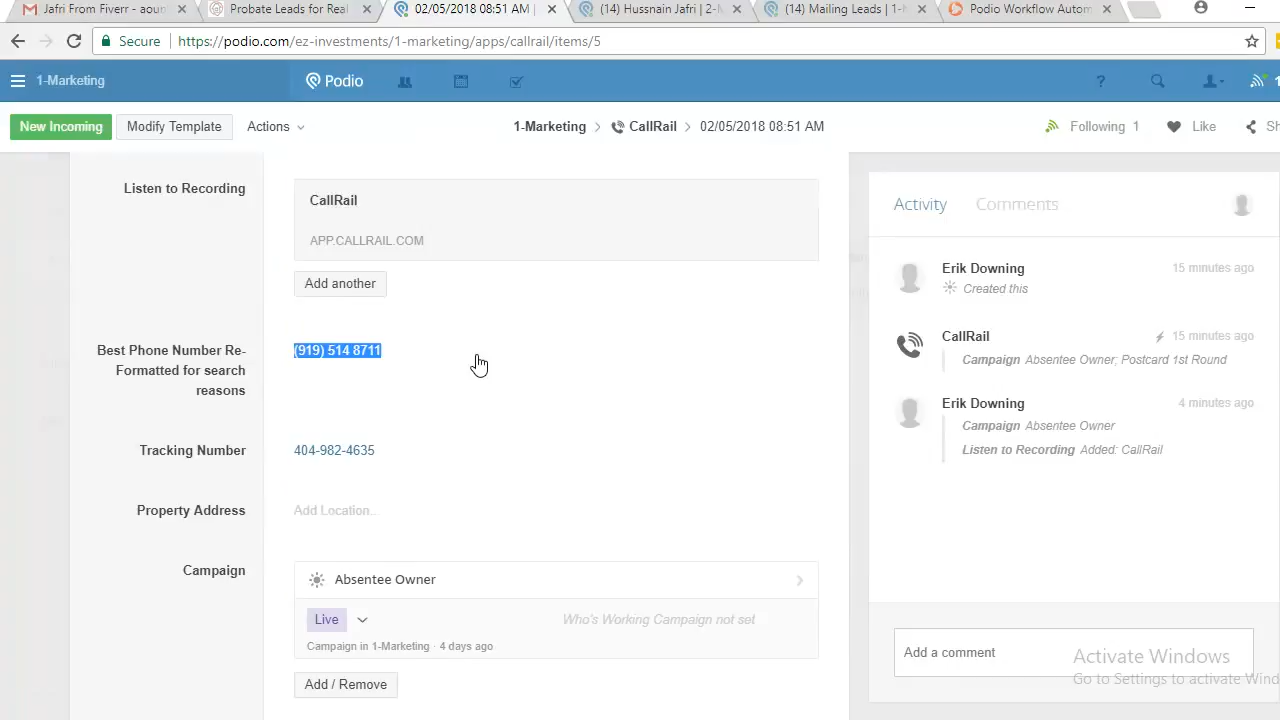 Jafri From Fiverr - aoun
Probate Leads for Real
02/05/2018 08:51 AM |
(14) Hussnain Jafri | 2-M
(14) Mailing Leads | 1-M
Podio Workflow Autom
Secure
https://podio.com/ez-investments/1-marketing/apps/callrail/items/5
1-Marketing
Podio
?
New Incoming
Modify Template
Actions
1-Marketing > CallRail > 02/05/2018 08:51 AM
Following 1
Like
Sh
Listen to Recording
CallRail
APP.CALLRAIL.COM
Add another
Best Phone Number Re-
Formatted for search
reasons
(919) 514 8711
Tracking Number
404-982-4635
Property Address
Add Location...
Campaign
Absentee Owner
Live
Who's Working Campaign not set
Campaign in 1-Marketing · 4 days ago
Add / Remove
Activity
Comments
Erik Downing
15 minutes ago
Created this
CallRail
15 minutes ago
Campaign Absentee Owner; Postcard 1st Round
Erik Downing
4 minutes ago
Campaign Absentee Owner
Listen to Recording Added: CallRail
Add a comment
Activate Windows
Go to Settings to activate Wind